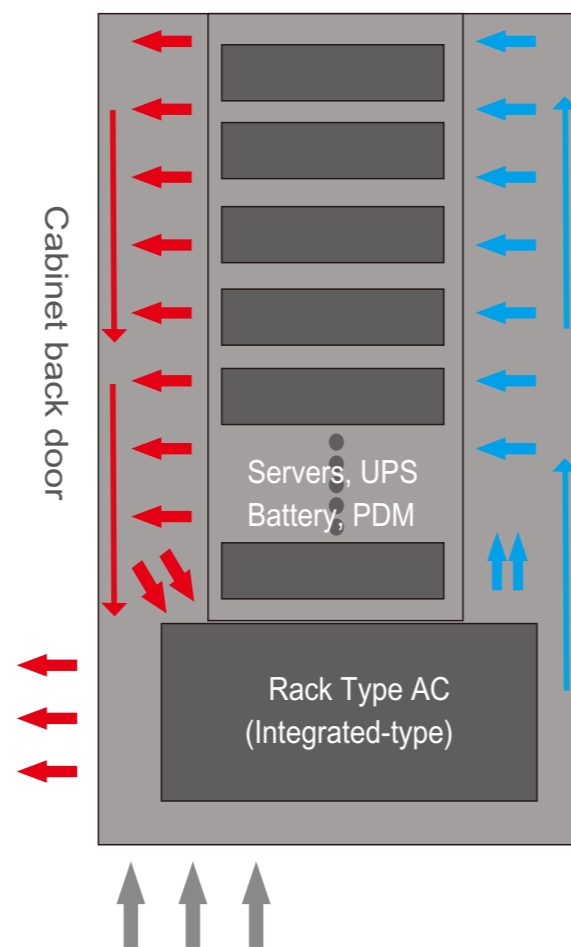 Cabinet back door
Servers, UPS
Battery, PDM
Rack Type AC
(Integrated-type)